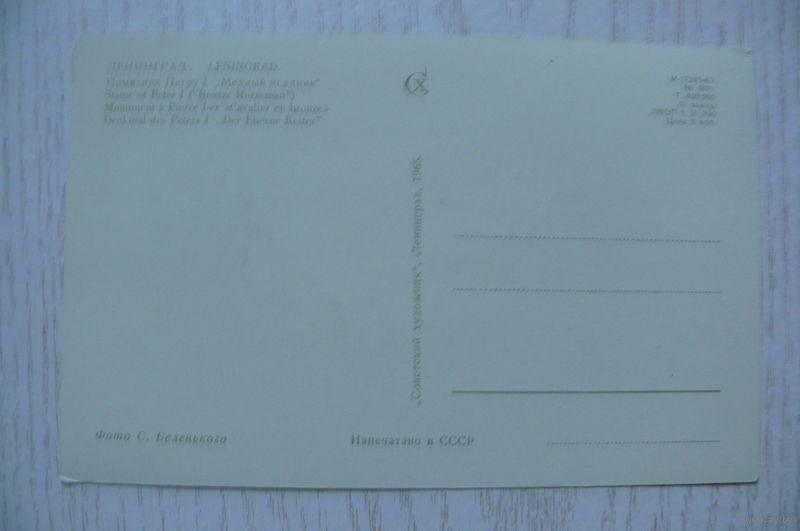 ЛЕНИНГРАД. LENINGRAD
Памятник Петру I „Медный всадник“
Statue of Peter I ("Bronze Horseman")
Monument à Pierre I-er «Cavalier en bronze»
Denkmal des Peters I „Der Eherne Reiter“
СХ
„Советский художник“, Ленинград, 1965.
Фото С. Беленького
Напечатано в СССР